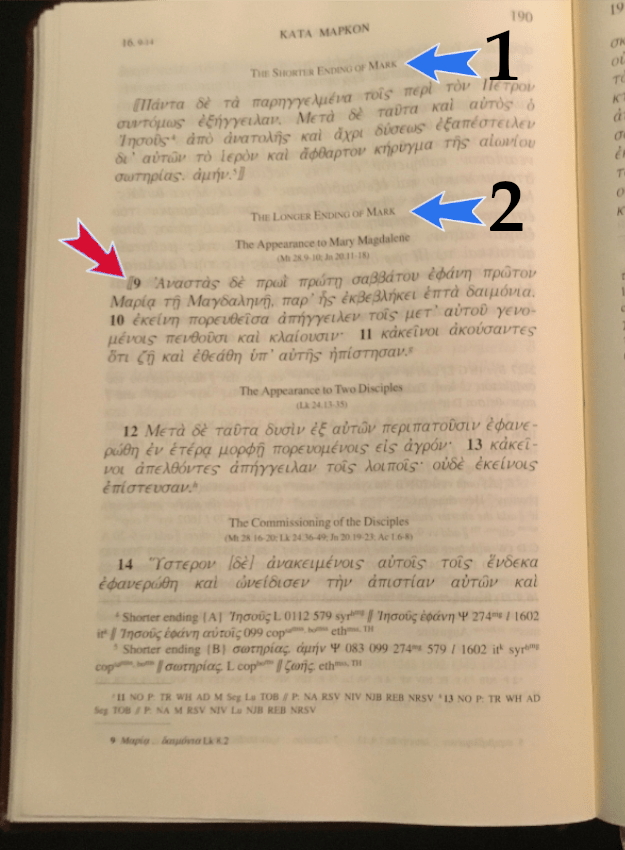 190
16. 9-14
ΚΑΤΑ ΜΑΡΚΟΝ
THE SHORTER ENDING OF MARK
1
⟦Πάντα δὲ τὰ παρηγγελμένα τοῖς περὶ τὸν Πέτρον
συντόμως ἐξήγγειλαν. Μετὰ δὲ ταῦτα καὶ αὐτὸς ὁ
Ἰησοῦς⁴ ἀπὸ ἀνατολῆς καὶ ἄχρι δύσεως ἐξαπέστειλεν
δι' αὐτῶν τὸ ἱερὸν καὶ ἄφθαρτον κήρυγμα τῆς αἰωνίου
σωτηρίας. ἀμήν.⁵⟧
THE LONGER ENDING OF MARK
2
The Appearance to Mary Magdalene
(Mt 28.9-10; Jn 20.11-18)
⟦9 Ἀναστὰς δὲ πρωῒ πρώτῃ σαββάτου ἐφάνη πρῶτον
Μαρίᾳ τῇ Μαγδαληνῇ, παρ' ἧς ἐκβεβλήκει ἑπτὰ δαιμόνια.
10 ἐκείνη πορευθεῖσα ἀπήγγειλεν τοῖς μετ' αὐτοῦ γενο-
μένοις πενθοῦσι καὶ κλαίουσιν· 11 κἀκεῖνοι ἀκούσαντες
ὅτι ζῇ καὶ ἐθεάθη ὑπ' αὐτῆς ἠπίστησαν.ᵍ
The Appearance to Two Disciples
(Lk 24.13-35)
12 Μετὰ δὲ ταῦτα δυσὶν ἐξ αὐτῶν περιπατοῦσιν ἐφανε-
ρώθη ἐν ἑτέρᾳ μορφῇ πορευομένοις εἰς ἀγρόν· 13 κἀκεῖ-
νοι ἀπελθόντες ἀπήγγειλαν τοῖς λοιποῖς· οὐδὲ ἐκείνοις
ἐπίστευσαν.ʰ
The Commissioning of the Disciples
(Mt 28.16-20; Lk 24.36-49; Jn 20.19-23; Ac 1.6-8)
14 Ὕστερον [δὲ] ἀνακειμένοις αὐτοῖς τοῖς ἕνδεκα
ἐφανερώθη καὶ ὠνείδισεν τὴν ἀπιστίαν αὐτῶν καὶ
⁴ Shorter ending {A} Ἰησοῦς L 0112 579 syrʰᵐᵍ ∥ Ἰησοῦς ἐφάνη Ψ 274ᵐᵍ l 1602
itᵏ ∥ Ἰησοῦς ἐφάνη αὐτοῖς 099 cop eth
⁵ Shorter ending {B} σωτηρίας. ἀμήν Ψ 083 099 274ᵐᵍ 579 l 1602 itᵏ syrʰᵐᵍ
cop ∥ σωτηρίας. L cop ∥ ζωῆς. eth
ᵍ 11 NO P: TR WH AD M Seg Lu TOB // P: NA RSV NIV NJB REB NRSV ʰ 13 NO P: TR WH AD
Seg TOB // P: NA M RSV NIV Lu NJB REB NRSV
9 Μαρίᾳ ... δαιμόνια Lk 8.2
19